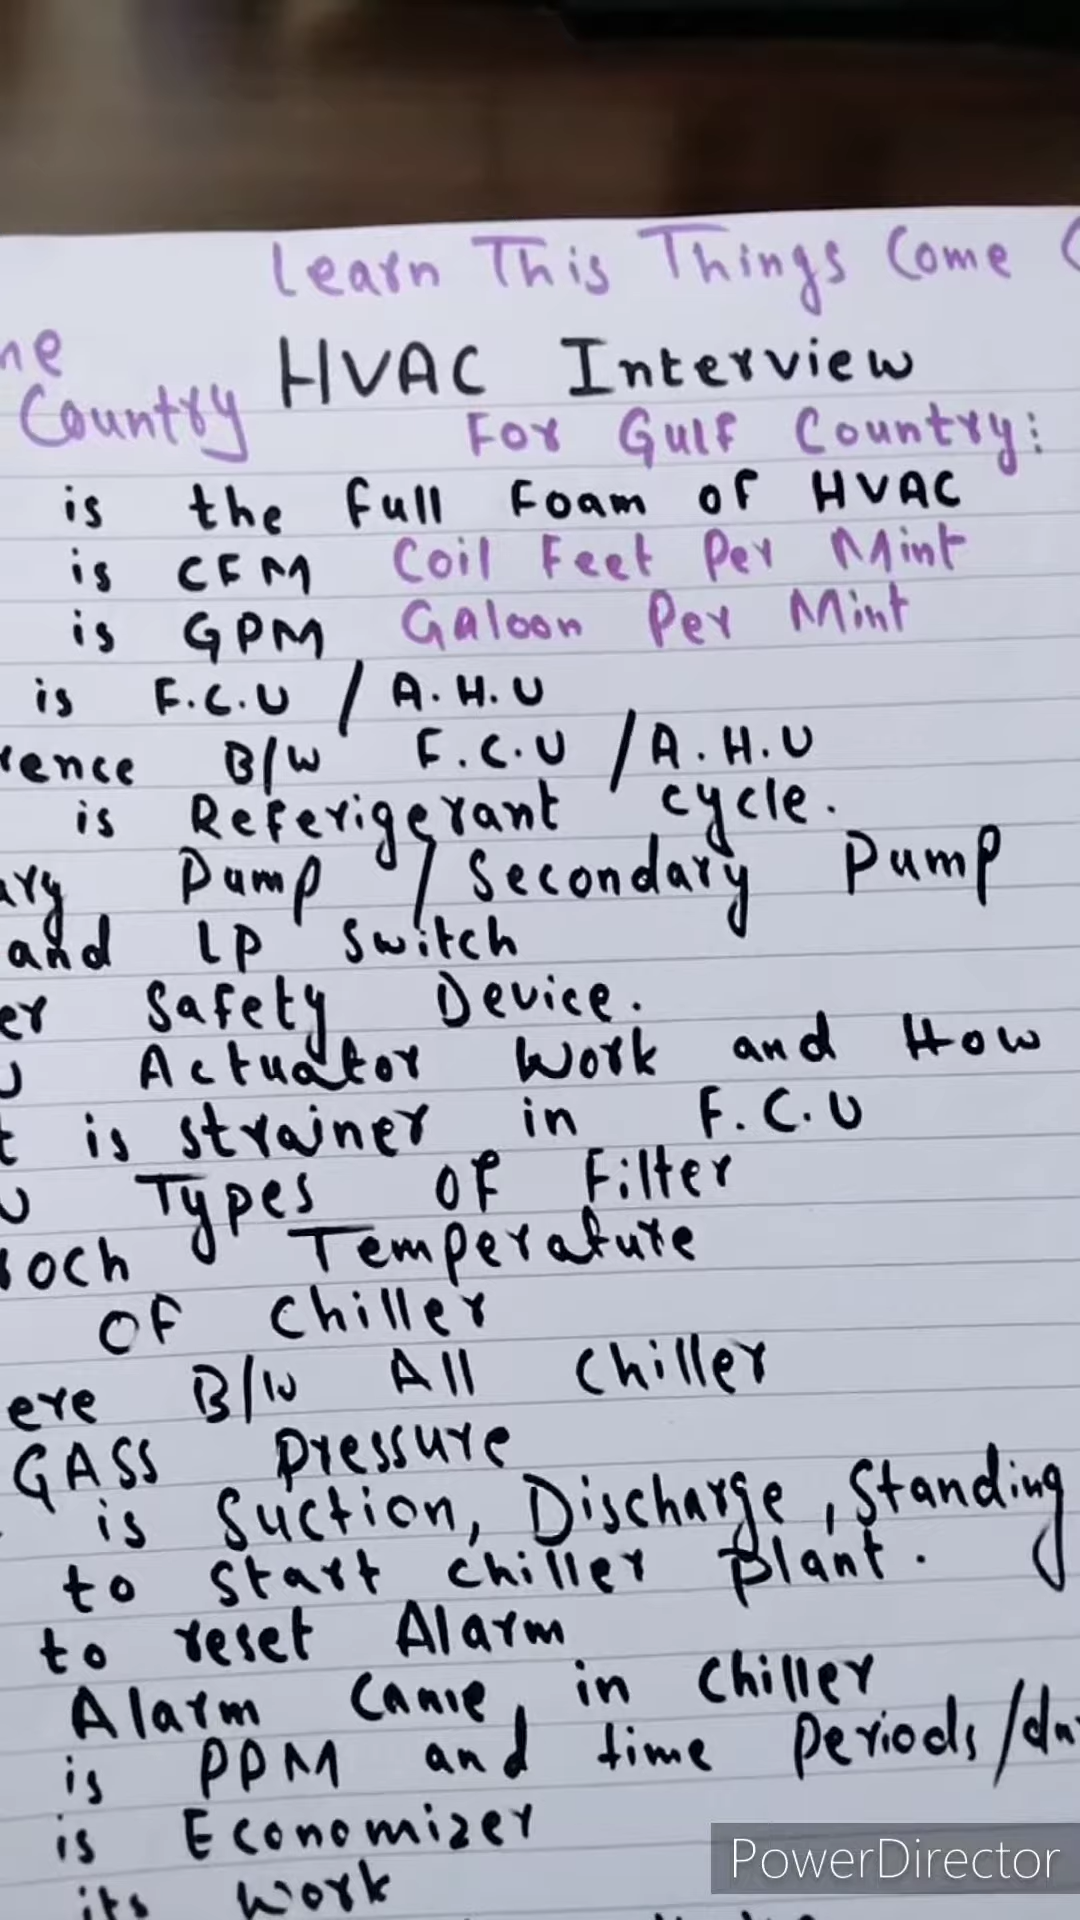 Learn This Things Come
HVAC Interview
Country For Gulf Country:
is the Full Foam of HVAC
is CFM Coil Feet Per Mint
is GPM Galoon Per Mint
is F.C.U / A.H.U
rence B/W F.C.U / A.H.U
is Referigerant cycle.
ary Pump / Secondary Pump
and LP Switch
er Safety Device.
U Actuator Work and How
t is strainer in F.C.U
U Types OF Filter
roch Temperature
OF chiller
ere B/W All chiller
GASS Pressure
is Suction, Discharge, Standing
to start chiller plant.
to reset Alarm
Alarm Came in chiller
is PPM and time Periods/
is Economizer
its work
PowerDirector